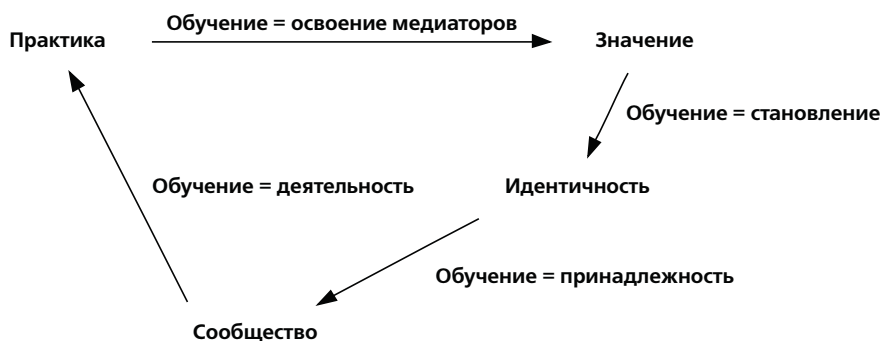 Обучение = освоение медиаторов
Практика
Значение
Обучение = становление
Обучение = деятельность
Идентичность
Обучение = принадлежность
Сообщество